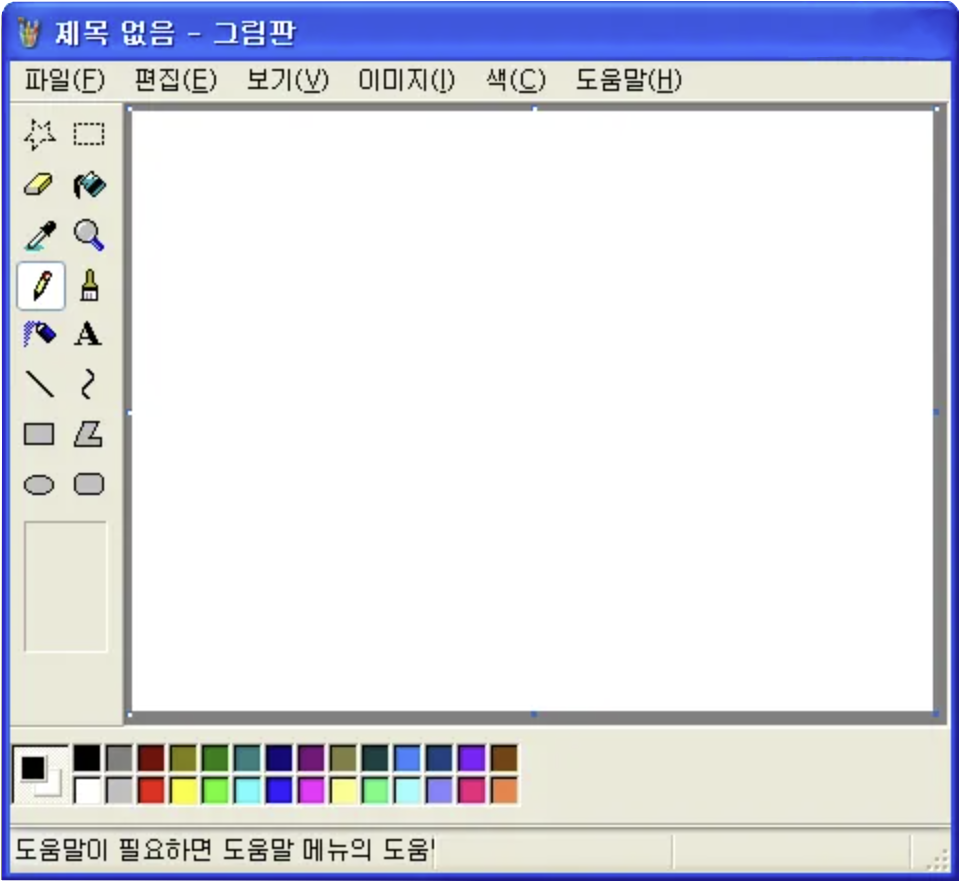 제목 없음 - 그림판
파일(F) 편집(E) 보기(V) 이미지(I) 색(C) 도움말(H)
A
도움말이 필요하면 도움말 메뉴의 도움